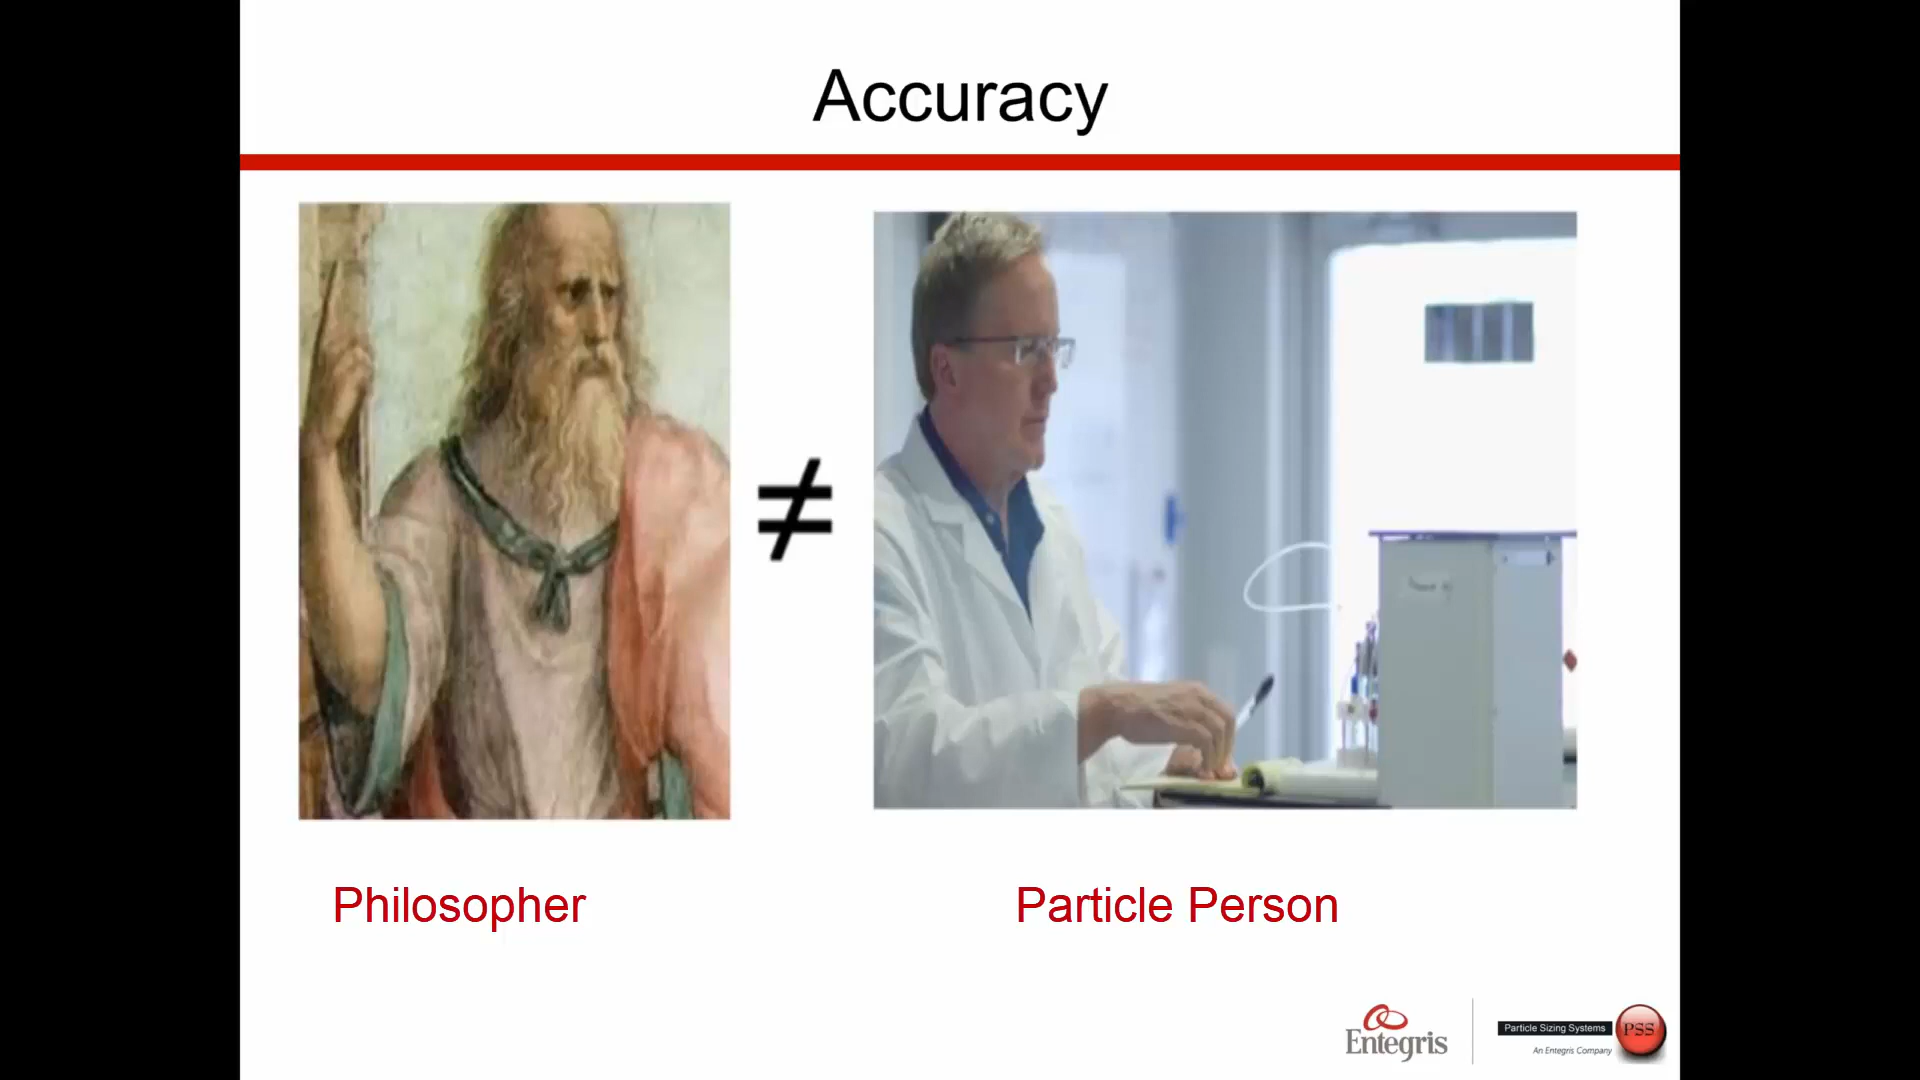 Accuracy
≠
Philosopher
Particle Person
Entegris
Particle Sizing Systems
PSS
An Entegris Company